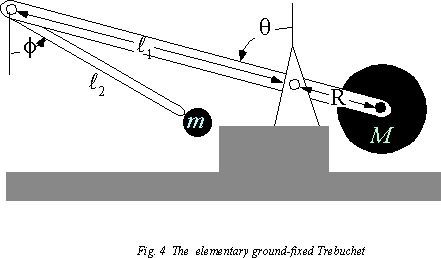 θ
ϕ
ℓ1
ℓ2
R
m
M
Fig. 4 The elementary ground-fixed Trebuchet